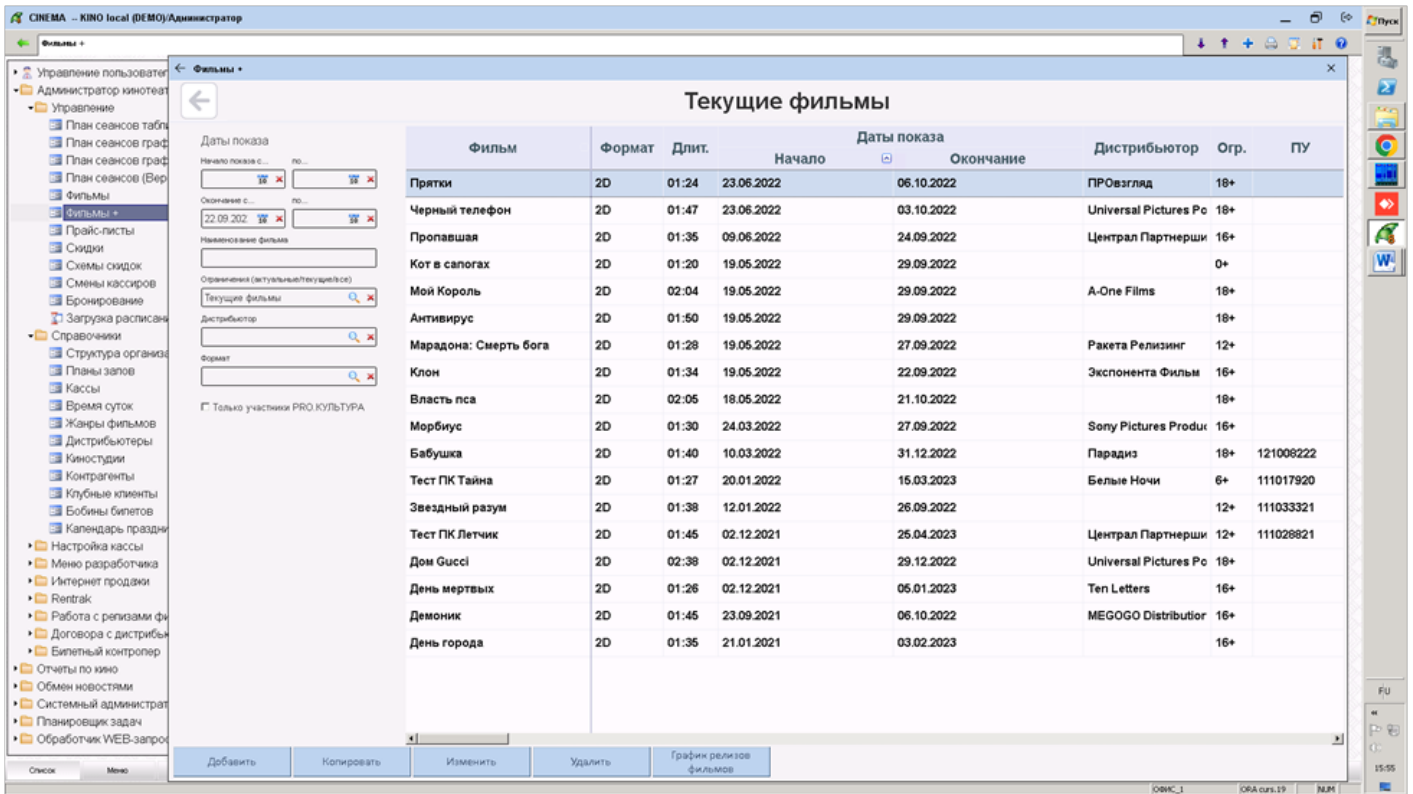 CINEMA – KINO local (DEMO)/Администратор
Пуск
Фильмы +
Управление пользовател
Администратор кинотеат
Управление
План сеансов табл
План сеансов граф
План сеансов граф
План сеансов (Вер
Фильмы
Фильмы +
Прайс-листы
Скидки
Схемы скидок
Смены кассиров
Бронирование
Загрузка расписани
Справочники
Структура организа
Планы залов
Кассы
Время суток
Жанры фильмов
Дистрибьютеры
Киностудии
Контрагенты
Клубные клиенты
Бобины билетов
Календарь праздни
Настройка кассы
Меню разработчика
Интернет продажи
Rentrak
Работа с релизами фи
Договора с дистрибью
Билетный контролер
Отчеты по кино
Обмен новостями
Системный администрат
Планировщик задач
Обработчик WEB-запрос
Список Меню
Фильмы +
Текущие фильмы
Даты показа
Начало показа с... по...
Окончание с... по...
22.09.202
Наименование фильма
Ограничения (актуальные/текущие/все)
Текущие фильмы
Дистрибьютор
Формат
Только участники PRO.КУЛЬТУРА
Фильм Формат Длит. Даты показа Дистрибьютор Огр. ПУ
Начало Окончание
Прятки 2D 01:24 23.06.2022 06.10.2022 ПРОвзгляд 18+
Черный телефон 2D 01:47 23.06.2022 03.10.2022 Universal Pictures Po 18+
Пропавшая 2D 01:35 09.06.2022 24.09.2022 Централ Партнерши 16+
Кот в сапогах 2D 01:20 19.05.2022 29.09.2022 0+
Мой Король 2D 02:04 19.05.2022 29.09.2022 A-One Films 18+
Антивирус 2D 01:50 19.05.2022 29.09.2022 18+
Марадона: Смерть бога 2D 01:28 19.05.2022 27.09.2022 Ракета Релизинг 12+
Клон 2D 01:34 19.05.2022 22.09.2022 Экспонента Фильм 16+
Власть пса 2D 02:05 18.05.2022 21.10.2022 18+
Морбиус 2D 01:30 24.03.2022 27.09.2022 Sony Pictures Produc 16+
Бабушка 2D 01:40 10.03.2022 31.12.2022 Парадиз 18+ 121008222
Тест ПК Тайна 2D 01:27 20.01.2022 15.03.2023 Белые Ночи 6+ 111017920
Звездный разум 2D 01:38 12.01.2022 26.09.2022 12+ 111033321
Тест ПК Летчик 2D 01:45 02.12.2021 25.04.2023 Централ Партнерши 12+ 111028821
Дом Gucci 2D 02:38 02.12.2021 29.12.2022 Universal Pictures Po 18+
День мертвых 2D 01:26 02.12.2021 05.01.2023 Ten Letters 16+
Демоник 2D 01:45 23.09.2021 06.10.2022 MEGOGO Distribution 16+
День города 2D 01:35 21.01.2021 03.02.2023 16+
Добавить Копировать Изменить Удалить График релизов
фильмов
ОФИС_1 ORA curs.19 NUM
FU
15:55